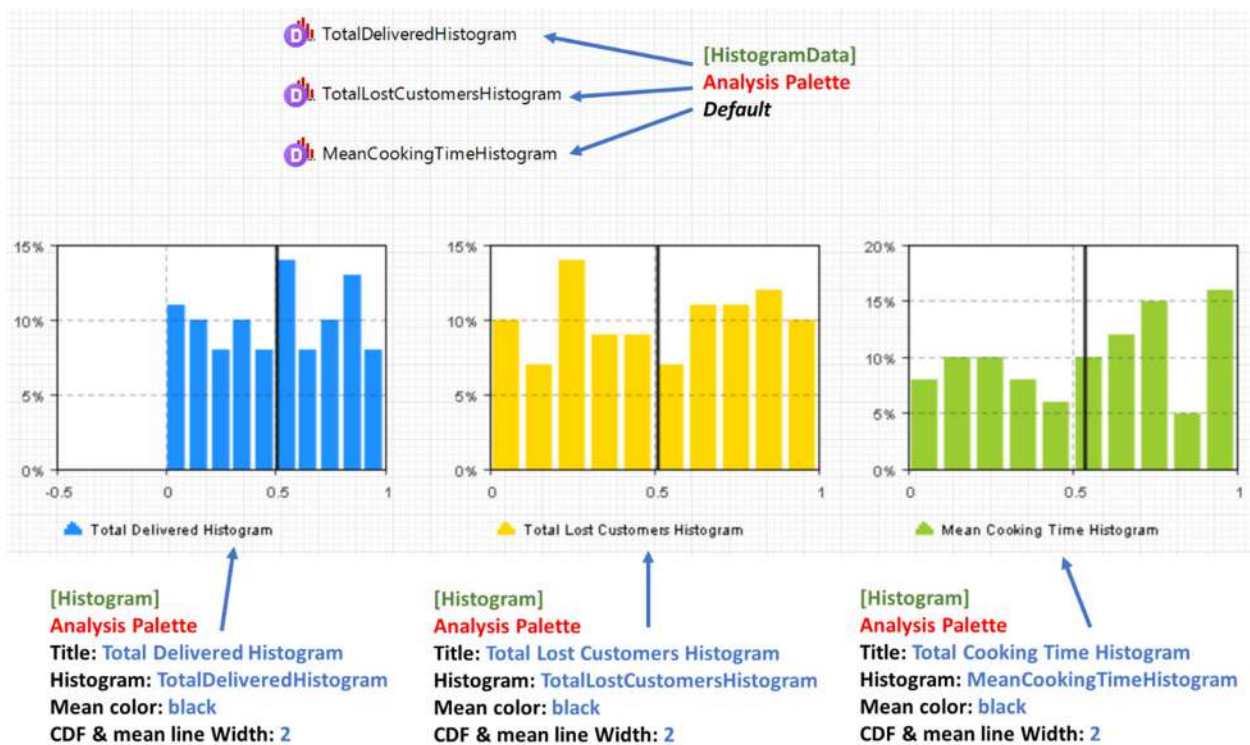 TotalDeliveredHistogram
[HistogramData]
Analysis Palette
Default
TotalLostCustomersHistogram
MeanCookingTimeHistogram
15%
10%
5%
0%
-0.5 0 0.5 1
Total Delivered Histogram
15%
10%
5%
0%
0 0.5 1
Total Lost Customers Histogram
20%
15%
10%
5%
0%
0 0.5 1
Mean Cooking Time Histogram
[Histogram]
Analysis Palette
Title: Total Delivered Histogram
Histogram: TotalDeliveredHistogram
Mean color: black
CDF & mean line Width: 2
[Histogram]
Analysis Palette
Title: Total Lost Customers Histogram
Histogram: TotalLostCustomersHistogram
Mean color: black
CDF & mean line Width: 2
[Histogram]
Analysis Palette
Title: Total Cooking Time Histogram
Histogram: MeanCookingTimeHistogram
Mean color: black
CDF & mean line Width: 2